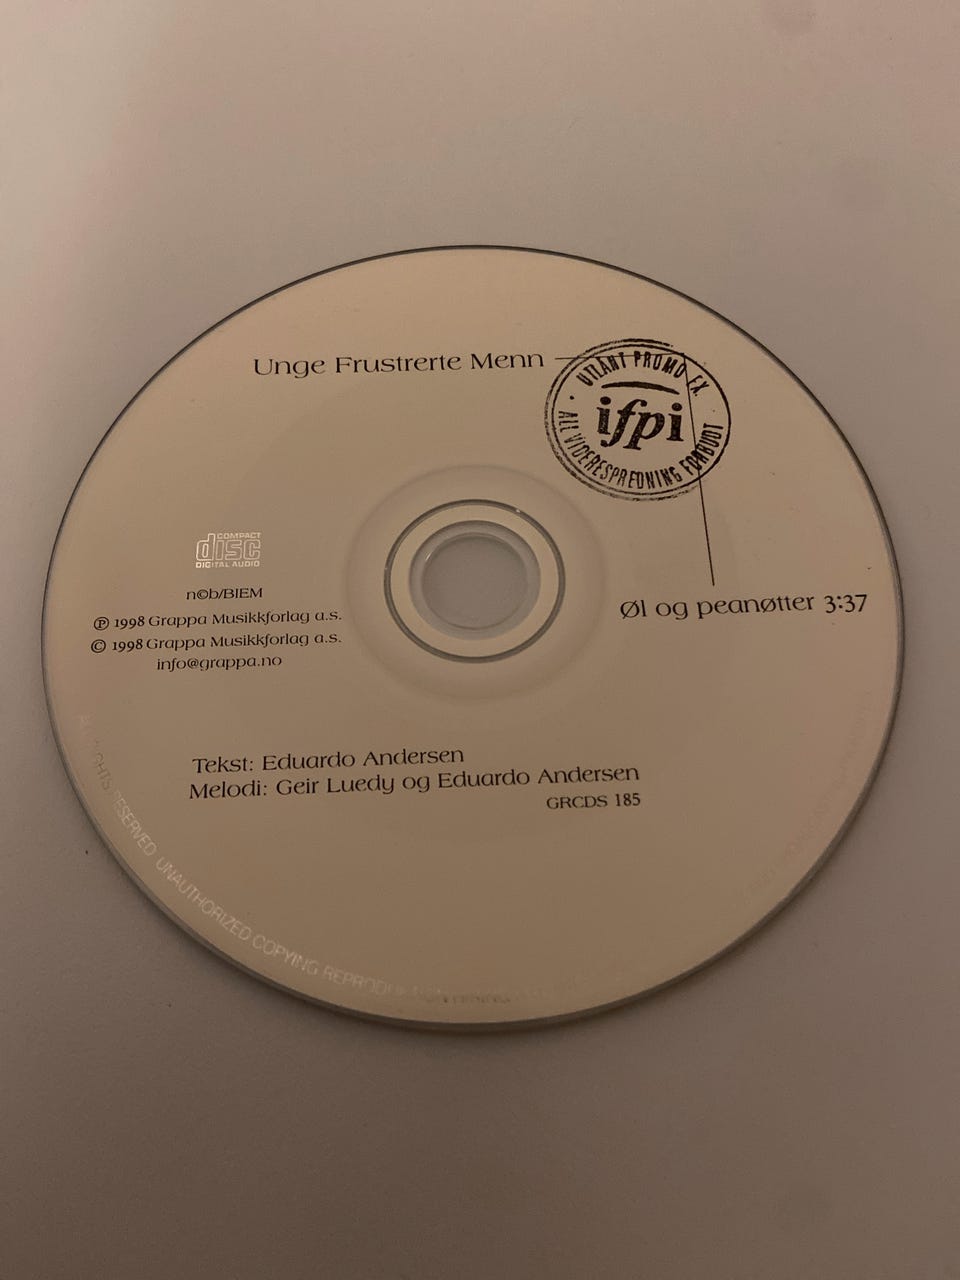 Unge Frustrerte Menn
UTLÅNT PROMO EX.
ifpi
ALL VIDERESPREDNING FORBUDT
COMPACT
disc
DIGITAL AUDIO
n©b/BIEM
℗ 1998 Grappa Musikkforlag a.s.
© 1998 Grappa Musikkforlag a.s.
info@grappa.no
Øl og peanøtter 3:37
Tekst: Eduardo Andersen
Melodi: Geir Luedy og Eduardo Andersen
GRCDS 185
RESERVED UNAUTHORIZED COPYING